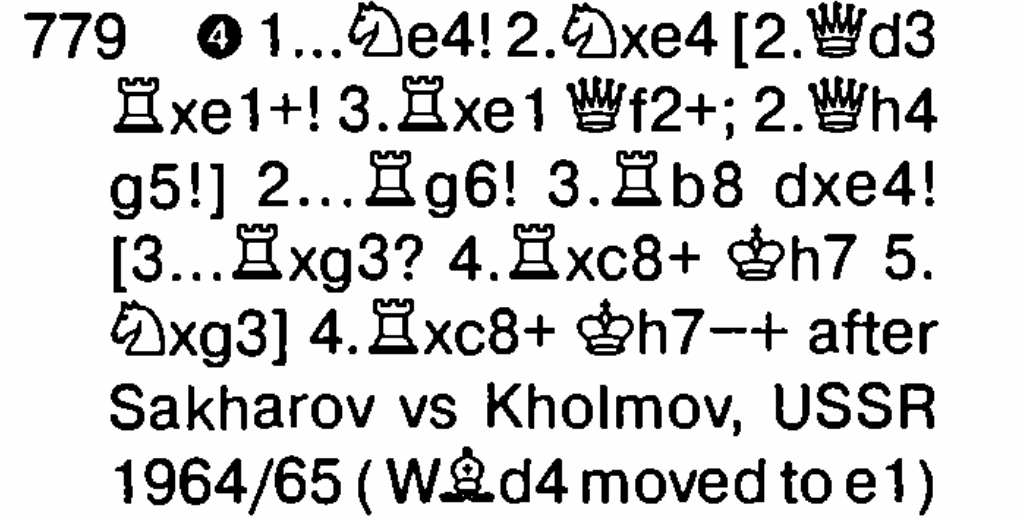 779 ❹ 1...♘e4! 2.♘xe4 [2.♕d3
♖xe1+! 3.♖xe1 ♕f2+; 2.♕h4
g5!] 2...♖g6! 3.♖b8 dxe4!
[3...♖xg3? 4.♖xc8+ ♔h7 5.
♘xg3] 4.♖xc8+ ♔h7−+ after
Sakharov vs Kholmov, USSR
1964/65 (W♗d4 moved to e1)